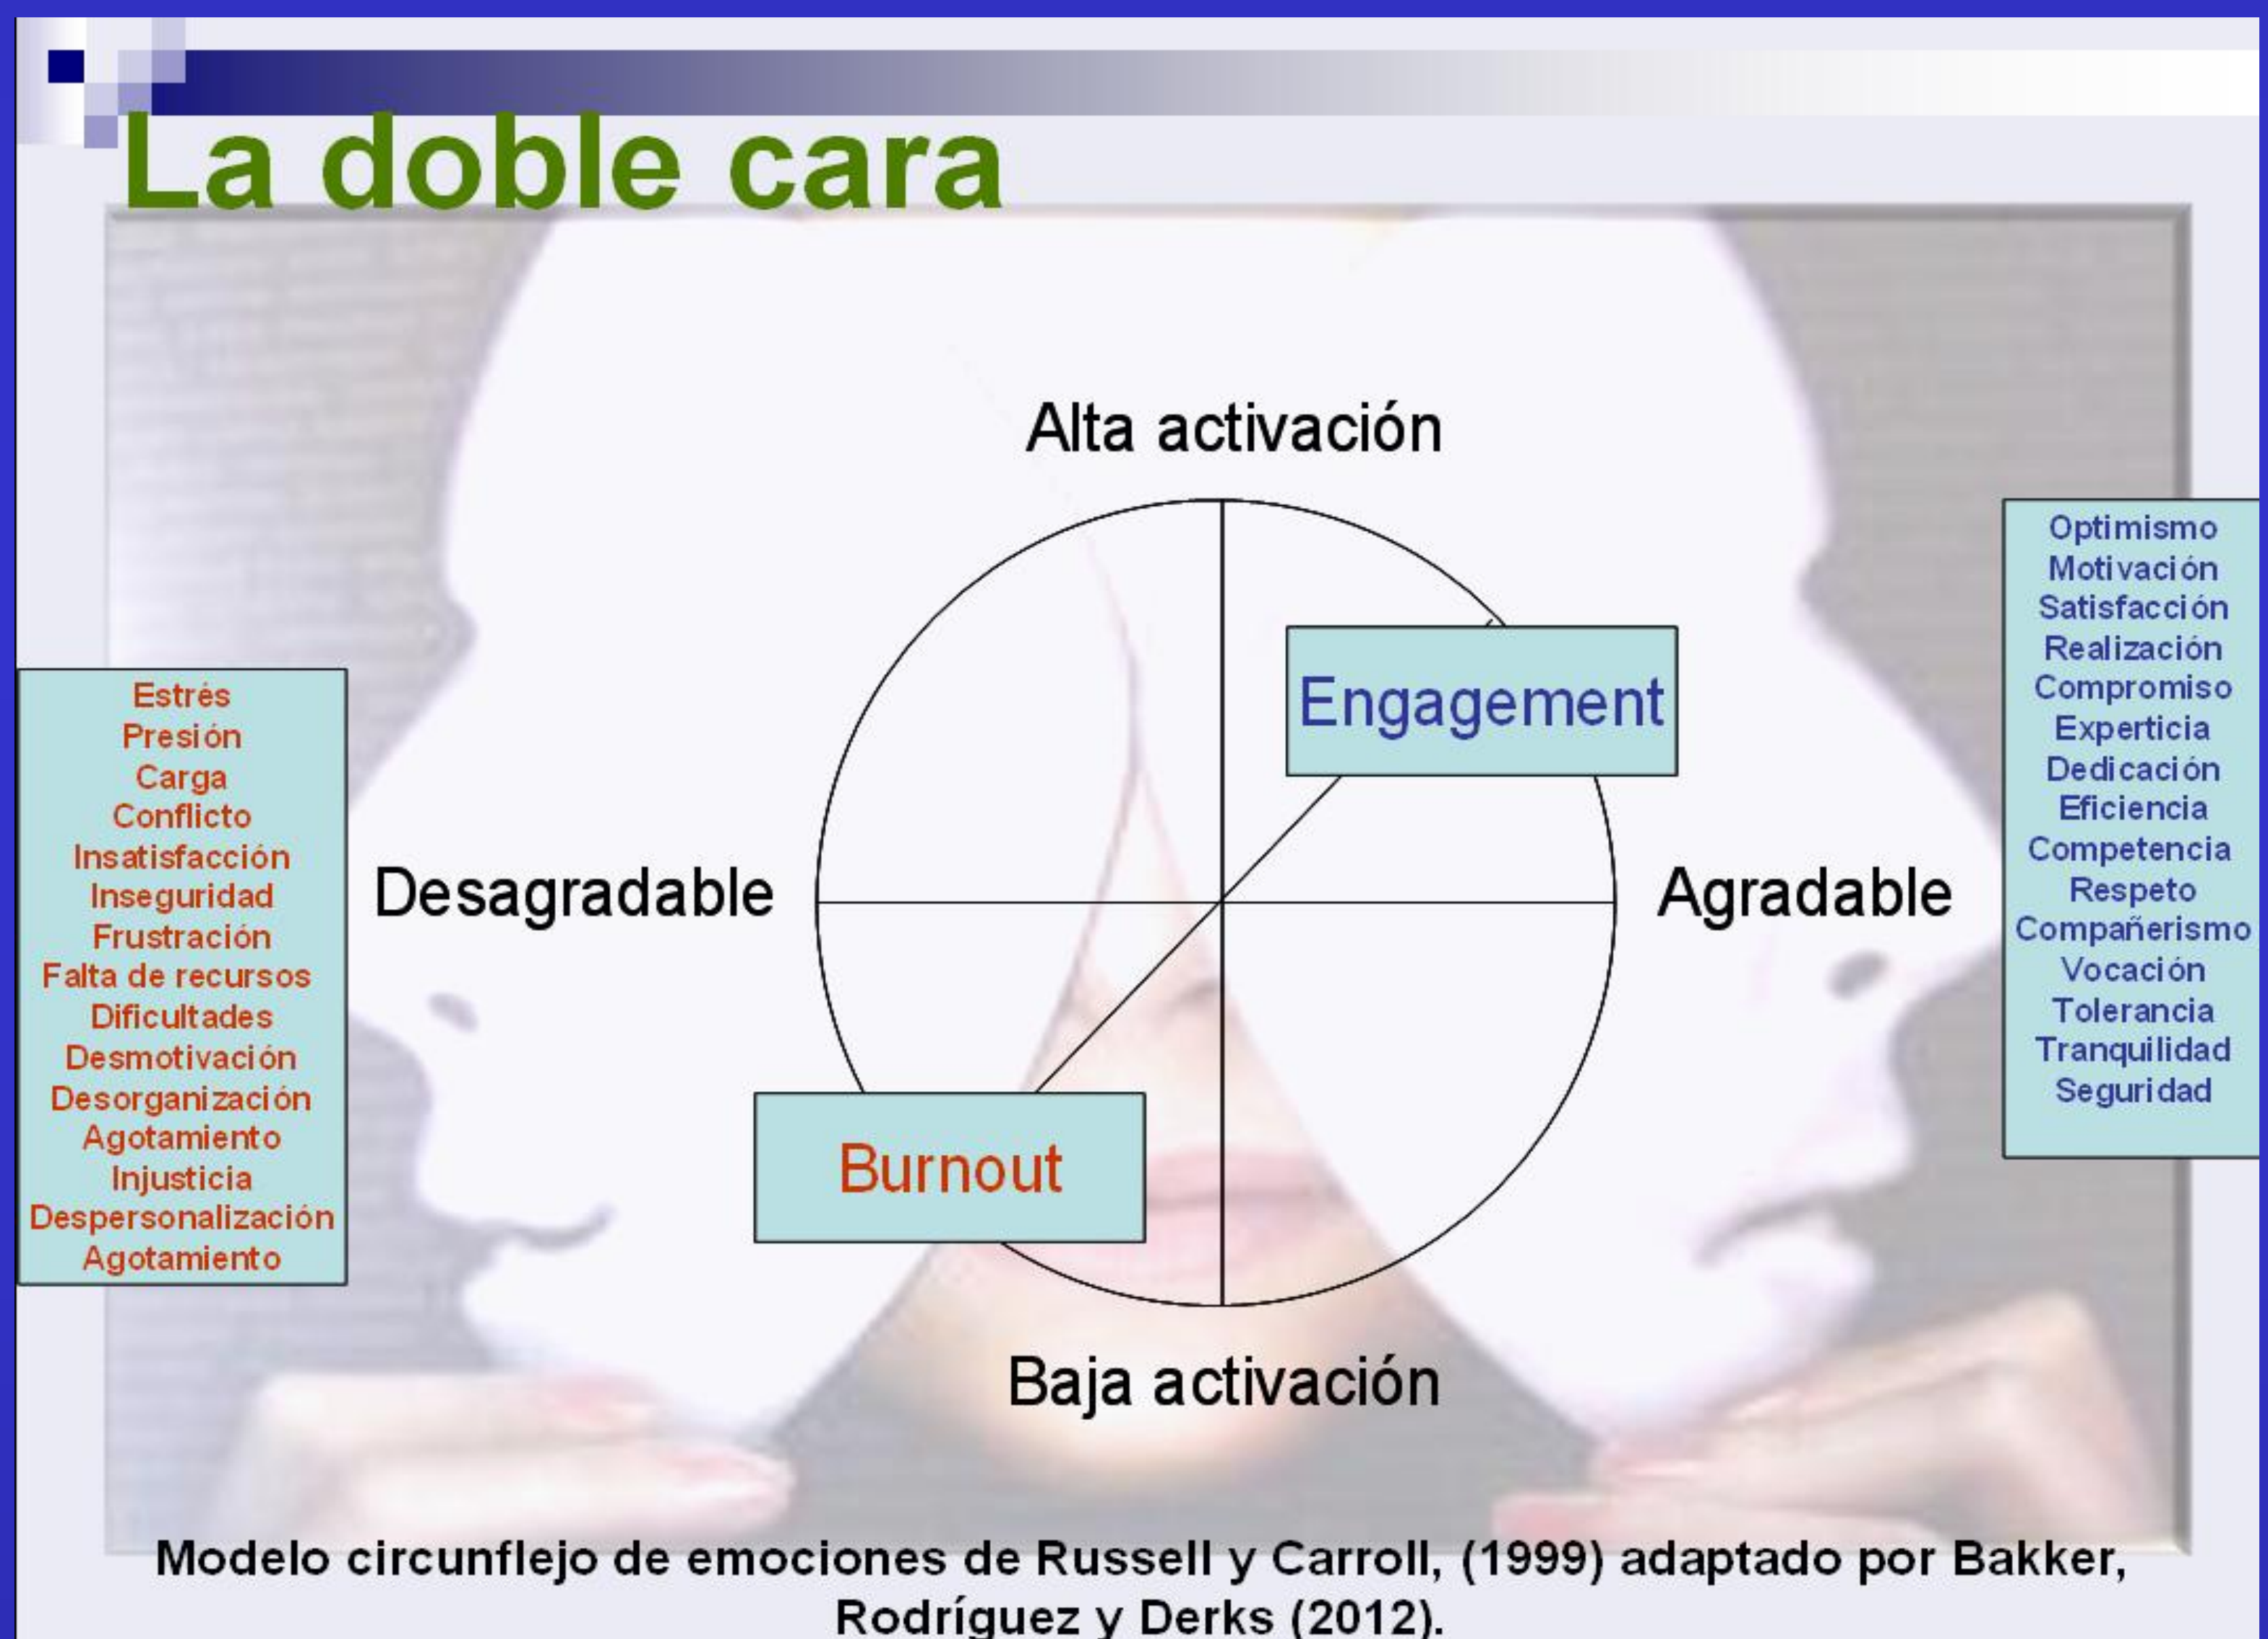 La doble cara
Alta activación
Engagement
Desagradable
Agradable
Burnout
Baja activación
Estrés
Presión
Carga
Conflicto
Insatisfacción
Inseguridad
Frustración
Falta de recursos
Dificultades
Desmotivación
Desorganización
Agotamiento
Injusticia
Despersonalización
Agotamiento
Optimismo
Motivación
Satisfacción
Realización
Compromiso
Experticia
Dedicación
Eficiencia
Competencia
Respeto
Compañerismo
Vocación
Tolerancia
Tranquilidad
Seguridad
Modelo circunflejo de emociones de Russell y Carroll, (1999) adaptado por Bakker,
Rodríguez y Derks (2012).